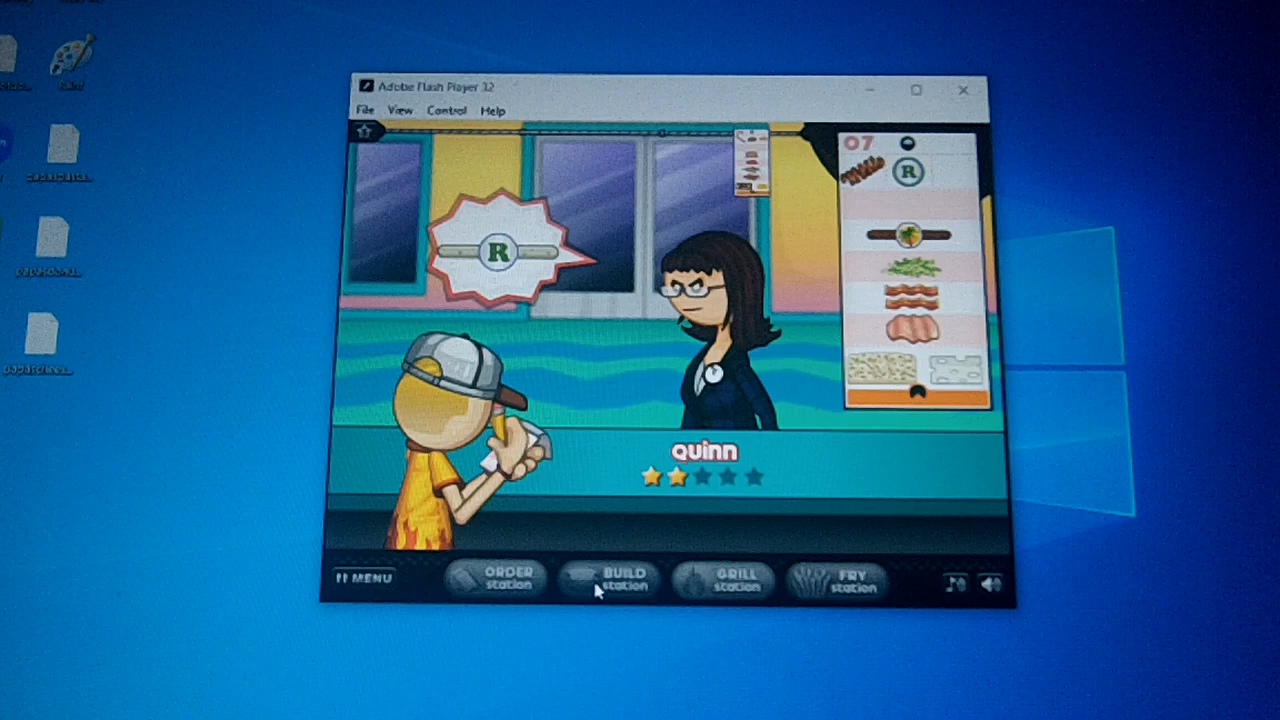 Paint
Adobe Flash Player 32
File View Control Help
07
R
R
Quinn
MENU
ORDER
station
BUILD
station
GRILL
station
FRY
station